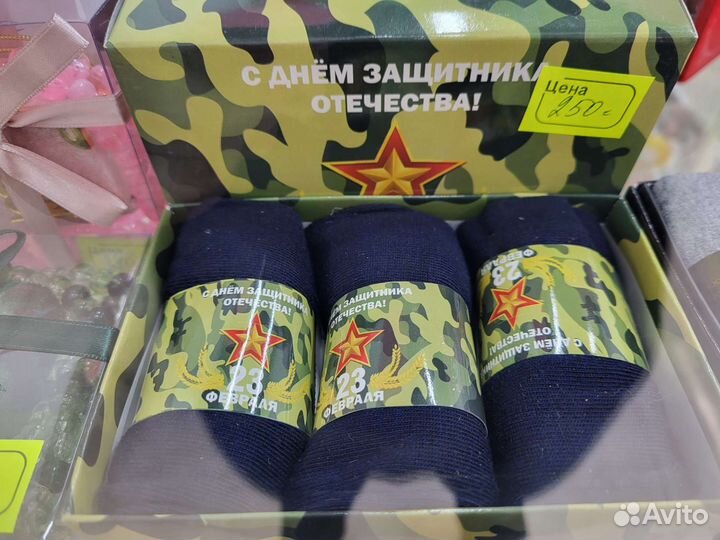 С ДНЁМ ЗАЩИТНИКА
ОТЕЧЕСТВА!
Цена
250=
С ДНЁМ ЗАЩИТНИКА
ОТЕЧЕСТВА!
23
ФЕВРАЛЯ
С ДНЁМ ЗАЩИТНИКА
ОТЕЧЕСТВА!
23
ФЕВРАЛЯ
ФЕВРАЛЯ
23
ОТЕЧЕСТВА!
С ДНЁМ ЗАЩИТНИК
Avito